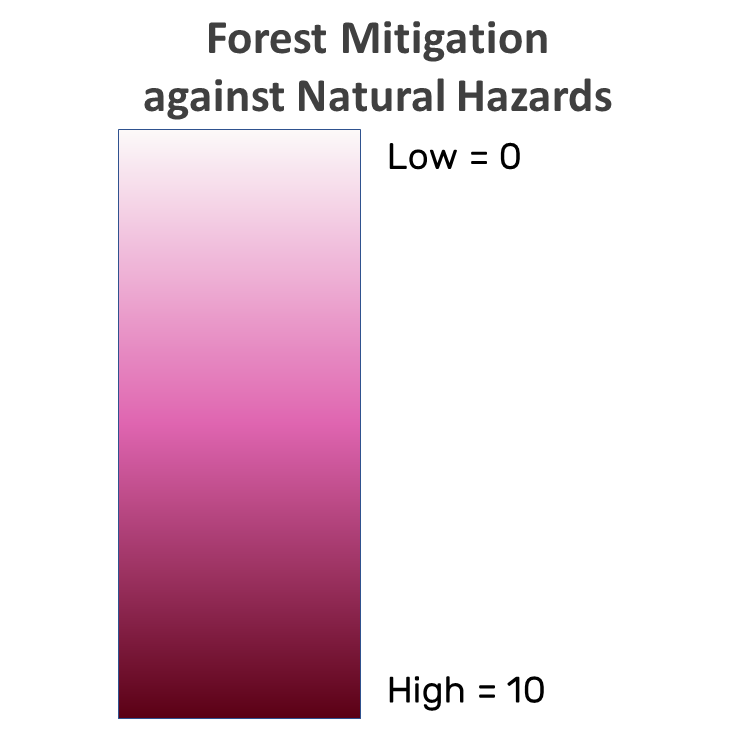 Forest Mitigation
against Natural Hazards
Low = 0
High = 10